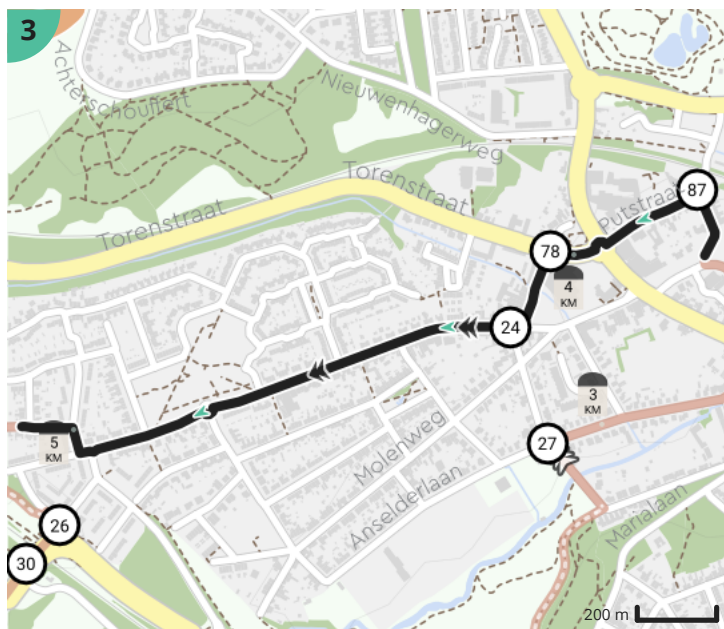 3
Achterschouffert
Nieuwenhagerweg
Torenstraat
Torenstraat
Putstraat
87
78
4
KM
24
3
KM
5
KM
27
Molenweg
Anselderlaan
26
30
Marialaan
200 m